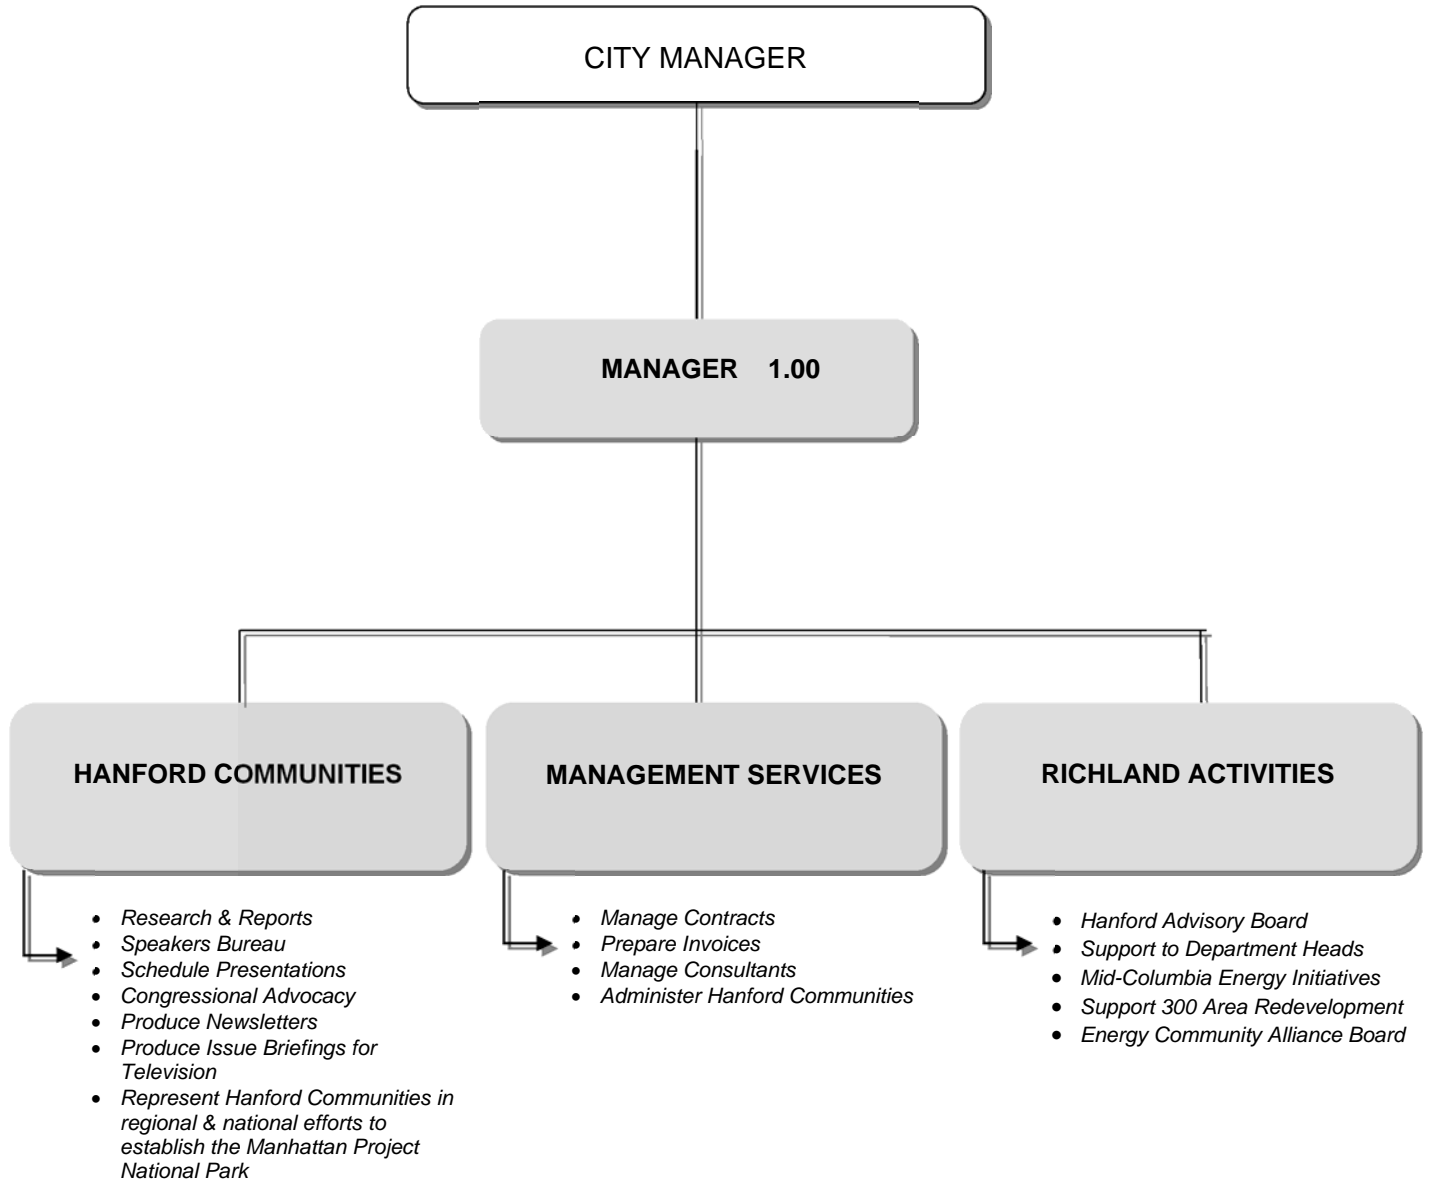 CITY MANAGER
MANAGER 1.00
HANFORD COMMUNITIES
• Research & Reports
• Speakers Bureau
• Schedule Presentations
• Congressional Advocacy
• Produce Newsletters
• Produce Issue Briefings for
Television
• Represent Hanford Communities in
regional & national efforts to
establish the Manhattan Project
National Park
MANAGEMENT SERVICES
• Manage Contracts
• Prepare Invoices
• Manage Consultants
• Administer Hanford Communities
RICHLAND ACTIVITIES
• Hanford Advisory Board
• Support to Department Heads
• Mid-Columbia Energy Initiatives
• Support 300 Area Redevelopment
• Energy Community Alliance Board